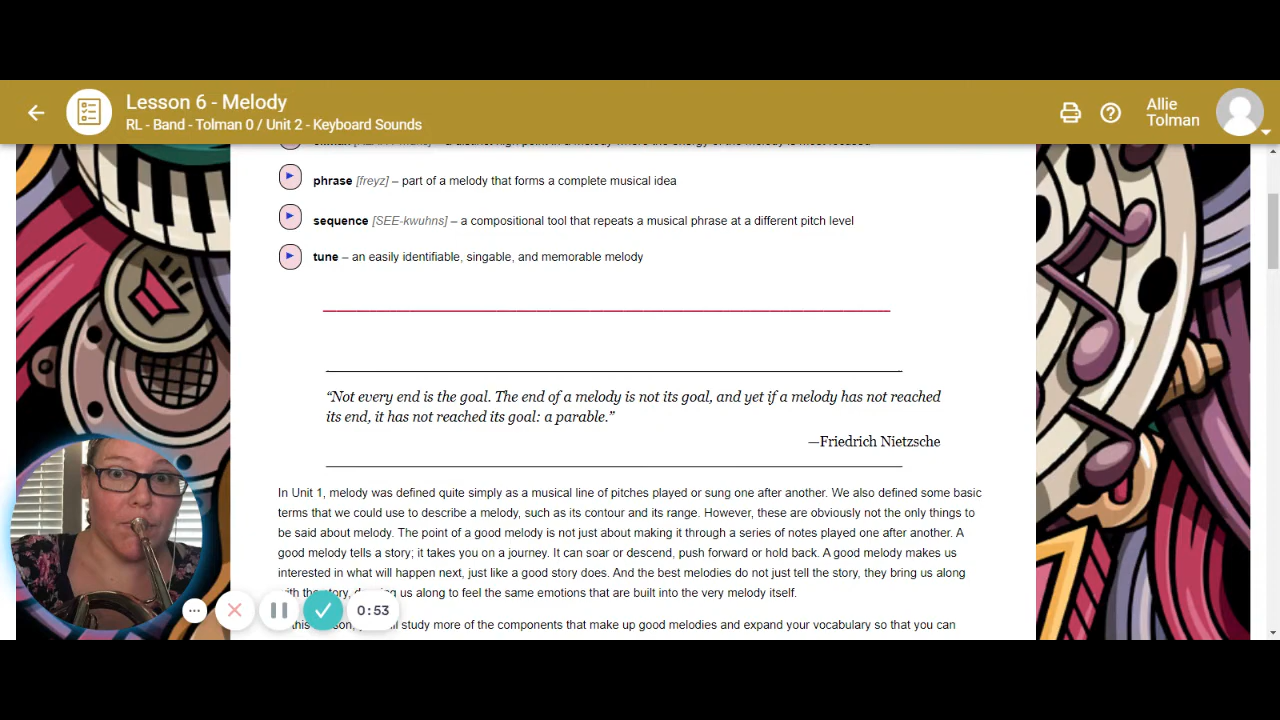 Lesson 6 - Melody
RL - Band - Tolman 0 / Unit 2 - Keyboard Sounds
Allie
Tolman
phrase [freyz] – part of a melody that forms a complete musical idea
sequence [SEE-kwuhns] – a compositional tool that repeats a musical phrase at a different pitch level
tune – an easily identifiable, singable, and memorable melody
“Not every end is the goal. The end of a melody is not its goal, and yet if a melody has not reached
its end, it has not reached its goal: a parable.”
—Friedrich Nietzsche
In Unit 1, melody was defined quite simply as a musical line of pitches played or sung one after another. We also defined some basic
terms that we could use to describe a melody, such as its contour and its range. However, these are obviously not the only things to
be said about melody. The point of a good melody is not just about making it through a series of notes played one after another. A
good melody tells a story; it takes you on a journey. It can soar or descend, push forward or hold back. A good melody makes us
interested in what will happen next, just like a good story does. And the best melodies do not just tell the story, they bring us along
the story, us along to feel the same emotions that are built into the very melody itself.
this lesson, study more of the components that make up good melodies and expand your vocabulary so that you can
0:53